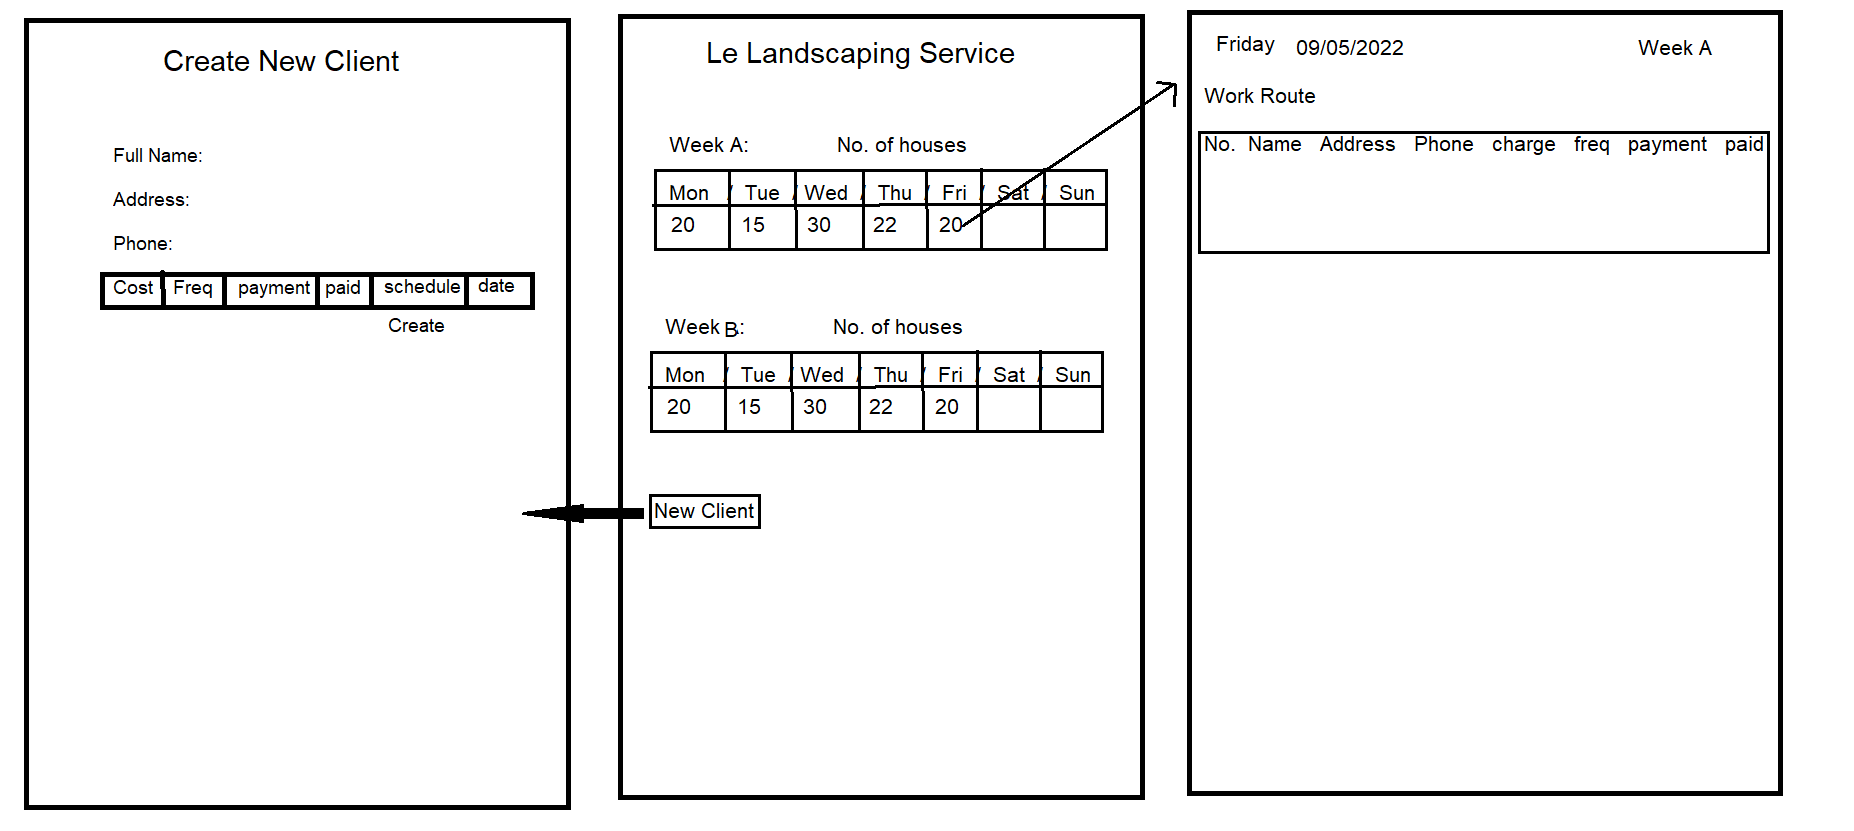 Create New Client
Full Name:
Address:
Phone:
Cost Freq payment paid schedule date
Create
Le Landscaping Service
Week A: No. of houses
Mon / Tue / Wed / Thu / Fri / Sat / Sun
20 15 30 22 20
Week B: No. of houses
Mon / Tue / Wed / Thu / Fri / Sat / Sun
20 15 30 22 20
New Client
Friday 09/05/2022 Week A
Work Route
No. Name Address Phone charge freq payment paid